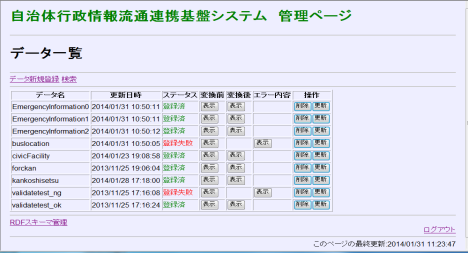 自治体行政情報流通連携基盤システム 管理ページ
データ一覧
データ新規登録 検索
データ名 更新日時 ステータス 変換前 変換後 エラー内容 操作
EmergencyInformation0 2014/01/31 10:50:11 登録済 表示 表示 削除 更新
EmergencyInformation1 2014/01/31 10:50:11 登録済 表示 表示 削除 更新
EmergencyInformation2 2014/01/31 10:50:12 登録済 表示 表示 削除 更新
buslocation 2014/01/31 10:50:05 登録失敗 表示 表示 削除 更新
civicFacility 2014/01/23 19:08:58 登録済 表示 表示 削除 更新
forckan 2013/11/25 19:06:04 登録済 表示 表示 削除 更新
kankoshisetsu 2014/01/28 17:18:00 登録済 表示 表示 削除 更新
validatetest_ng 2013/11/25 17:16:08 登録失敗 表示 表示 削除 更新
validatetest_ok 2013/11/25 17:16:24 登録済 表示 表示 削除 更新
RDFスキーマ管理
ログアウト
このページの最終更新:2014/01/31 11:23:47